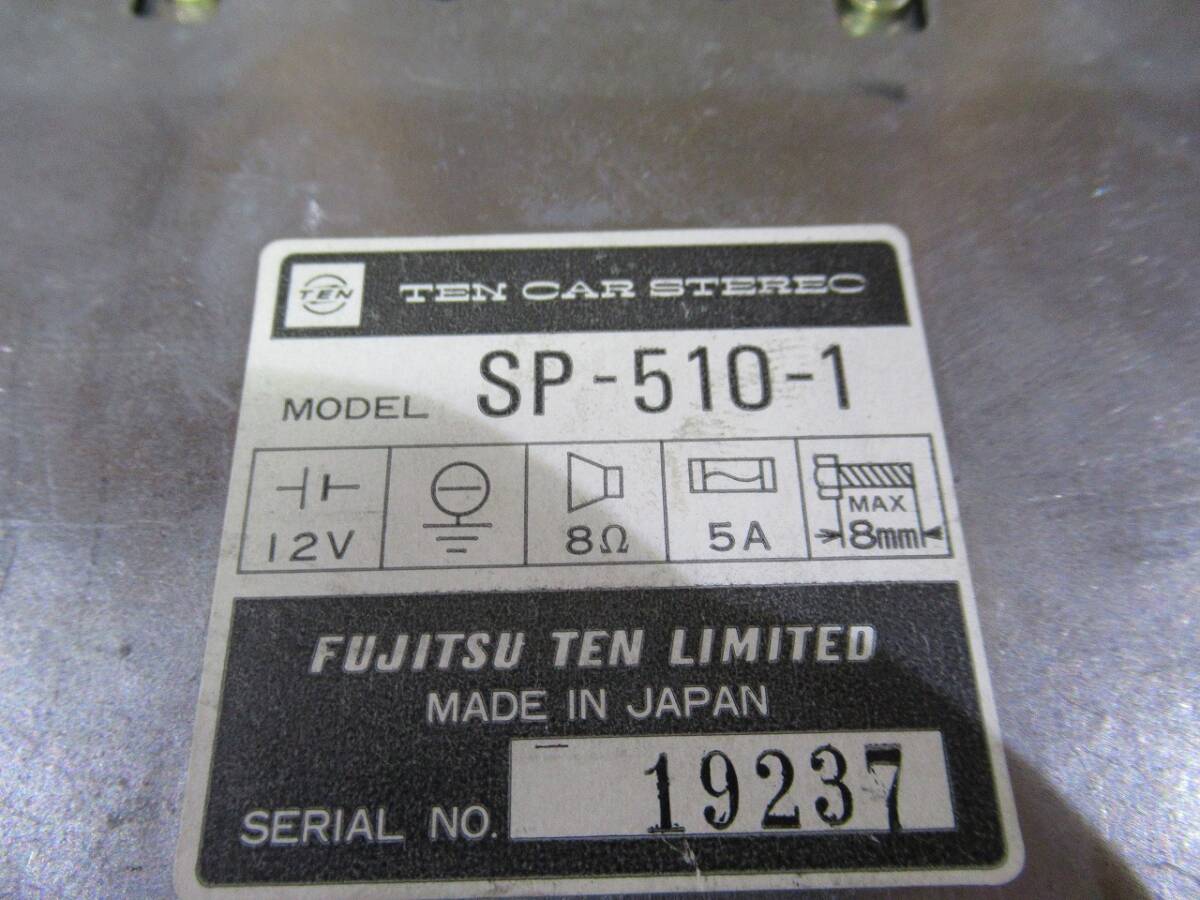 TEN
TEN CAR STEREO
MODEL SP-510-1
12V 8Ω 5A MAX 8mm
FUJITSU TEN LIMITED
MADE IN JAPAN
SERIAL NO. 19237